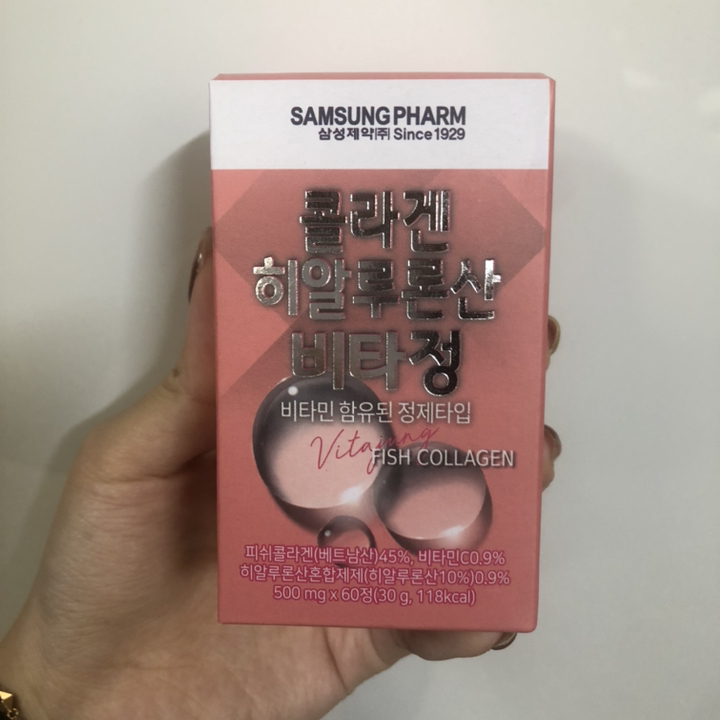 SAMSUNG PHARM
삼성제약(주) Since 1929
콜라겐
히알루론산
비타정
비타민 함유된 정제타입
Vitajung
FISH COLLAGEN
피쉬콜라겐(베트남산)45%, 비타민C0.9%
히알루론산혼합제제(히알루론산10%)0.9%
500 mg x 60정(30 g, 118kcal)